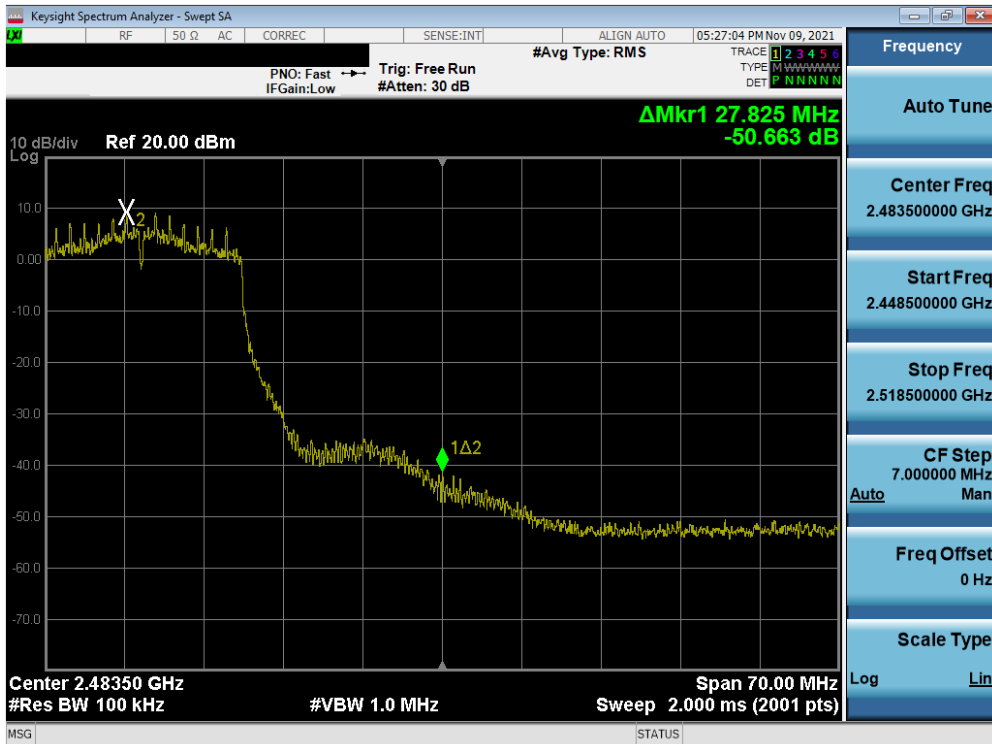 Keysight Spectrum Analyzer - Swept SA
LXI RF 50 Ω AC CORREC SENSE:INT ALIGN AUTO 05:27:04 PM Nov 09, 2021
#Avg Type: RMS
TRACE 1 2 3 4 5 6
TYPE M W W W W W
DET P N N N N N
PNO: Fast Trig: Free Run
IFGain:Low #Atten: 30 dB
ΔMkr1 27.825 MHz
-50.663 dB
10 dB/div Ref 20.00 dBm
Log
10.0
0.00
-10.0
-20.0
-30.0
-40.0
-50.0
-60.0
-70.0
X2
1Δ2
Center 2.48350 GHz Span 70.00 MHz
#Res BW 100 kHz #VBW 1.0 MHz Sweep 2.000 ms (2001 pts)
MSG STATUS
Frequency
Auto Tune
Center Freq
2.483500000 GHz
Start Freq
2.448500000 GHz
Stop Freq
2.518500000 GHz
CF Step
7.000000 MHz
Auto Man
Freq Offset
0 Hz
Scale Type
Log Lin